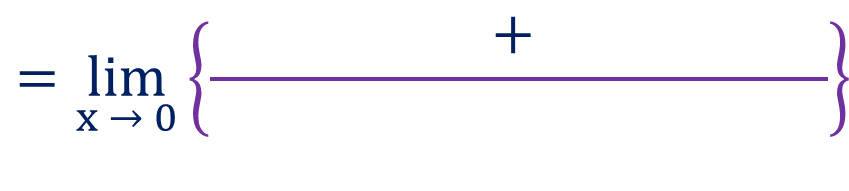 = lim { + }
x → 0